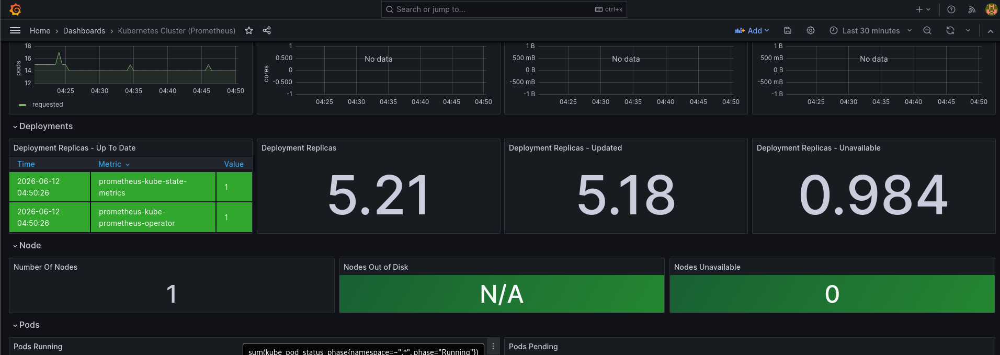 Search or jump to... ctrl+k
Home › Dashboards › Kubernetes Cluster (Prometheus) Add Last 30 minutes
18
16
14
12
pods
04:25 04:30 04:35 04:40 04:45 04:50
requested
1
0.500
0
-0.500
-1
cores
No data
04:25 04:30 04:35 04:40 04:45 04:50
1 B
500 mB
0 B
-500 mB
-1 B
No data
04:25 04:30 04:35 04:40 04:45 04:50
1 B
500 mB
0 B
-500 mB
-1 B
No data
04:25 04:30 04:35 04:40 04:45 04:50
Deployments
Deployment Replicas - Up To Date
Time Metric Value
2026-06-12
04:50:26
prometheus-kube-state-
metrics
1
2026-06-12
04:50:26
prometheus-kube-
prometheus-operator
1
Deployment Replicas
5.21
Deployment Replicas - Updated
5.18
Deployment Replicas - Unavailable
0.984
Node
Number Of Nodes
1
Nodes Out of Disk
N/A
Nodes Unavailable
0
Pods
Pods Running
sum(kube_pod_status_phase{namespace=~".*", phase="Running"})
Pods Pending